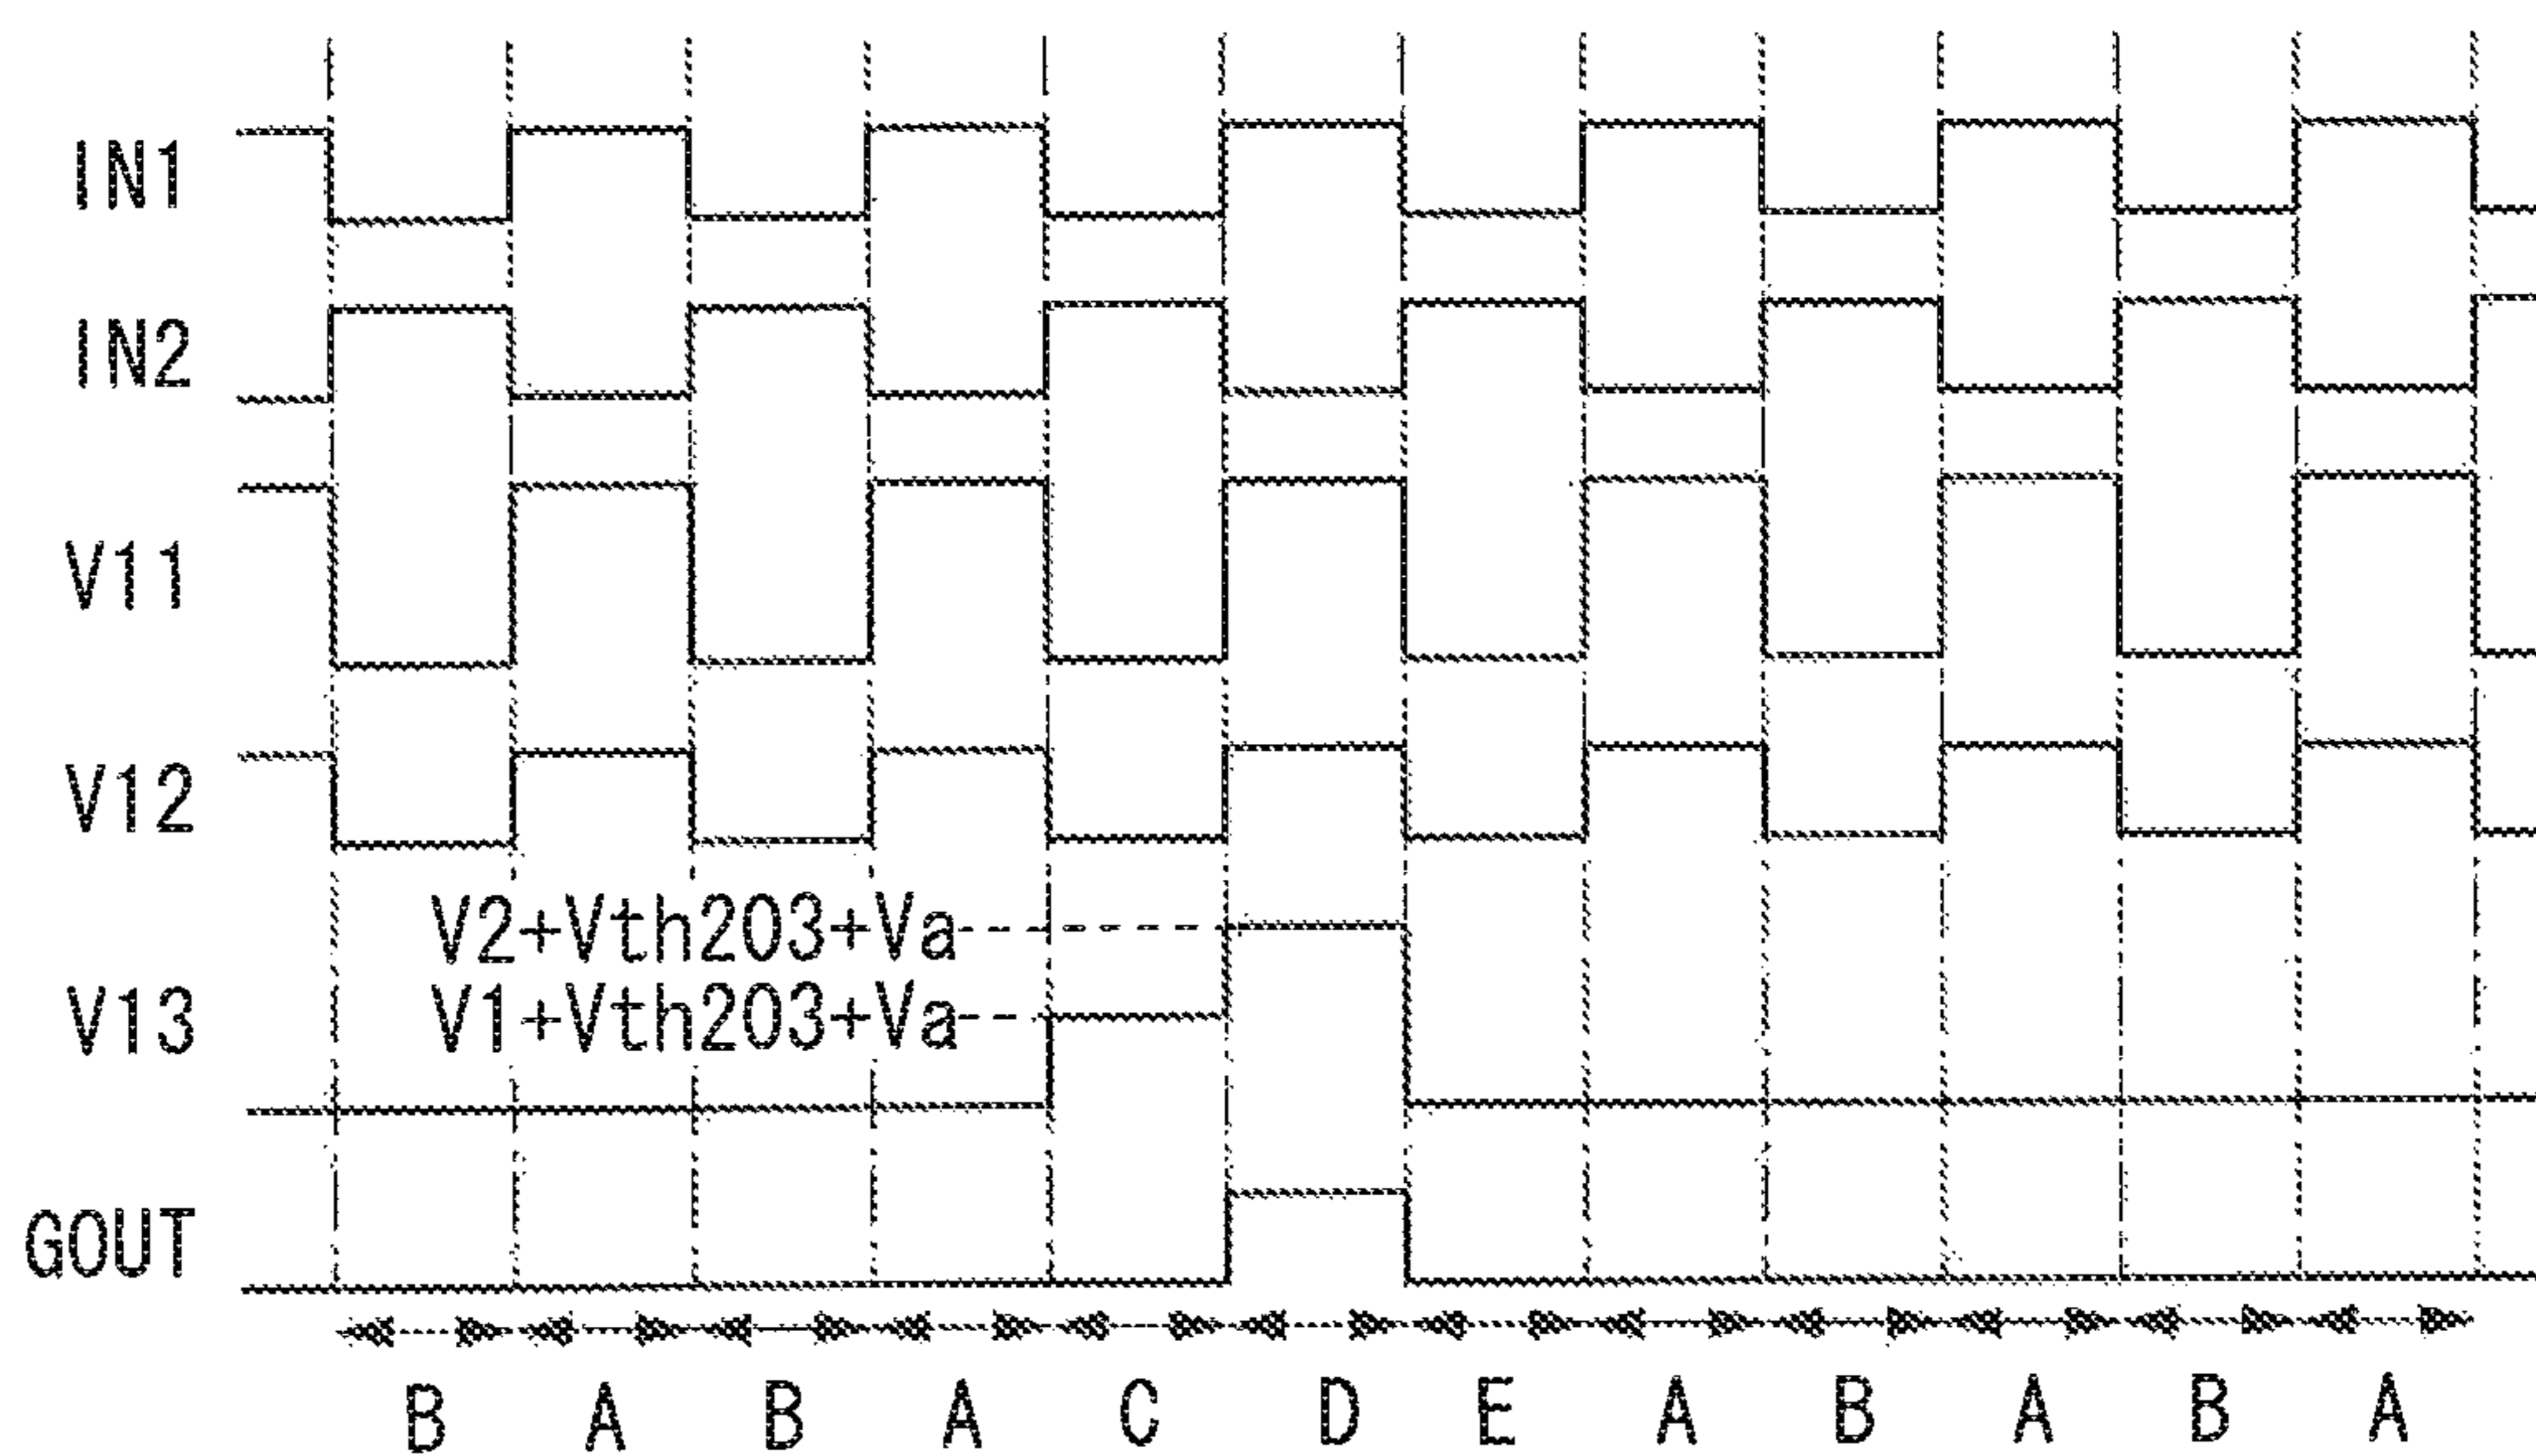 IN1
IN2
V11
V12
V2+Vth203+Va
V13
V1+Vth203+Va
GOUT
B A B A C D E A B A B A